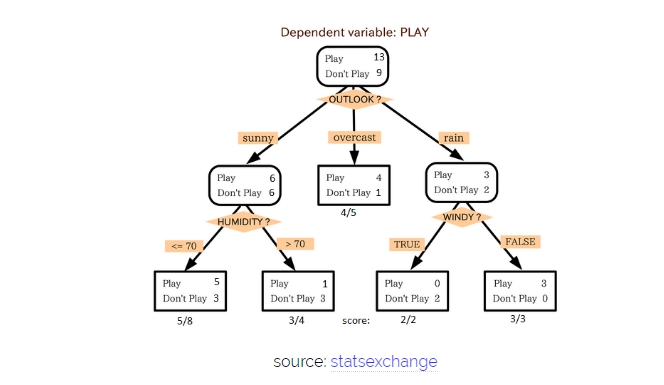 Dependent variable: PLAY
Play 13
Don't Play 9
OUTLOOK ?
sunny
overcast
rain
Play 6
Don't Play 6
Play 4
Don't Play 1
4/5
Play 3
Don't Play 2
HUMIDITY ?
WINDY ?
<= 70
> 70
TRUE
FALSE
Play 5
Don't Play 3
5/8
Play 1
Don't Play 3
3/4
score:
Play 0
Don't Play 2
2/2
Play 3
Don't Play 0
3/3
source: statsexchange